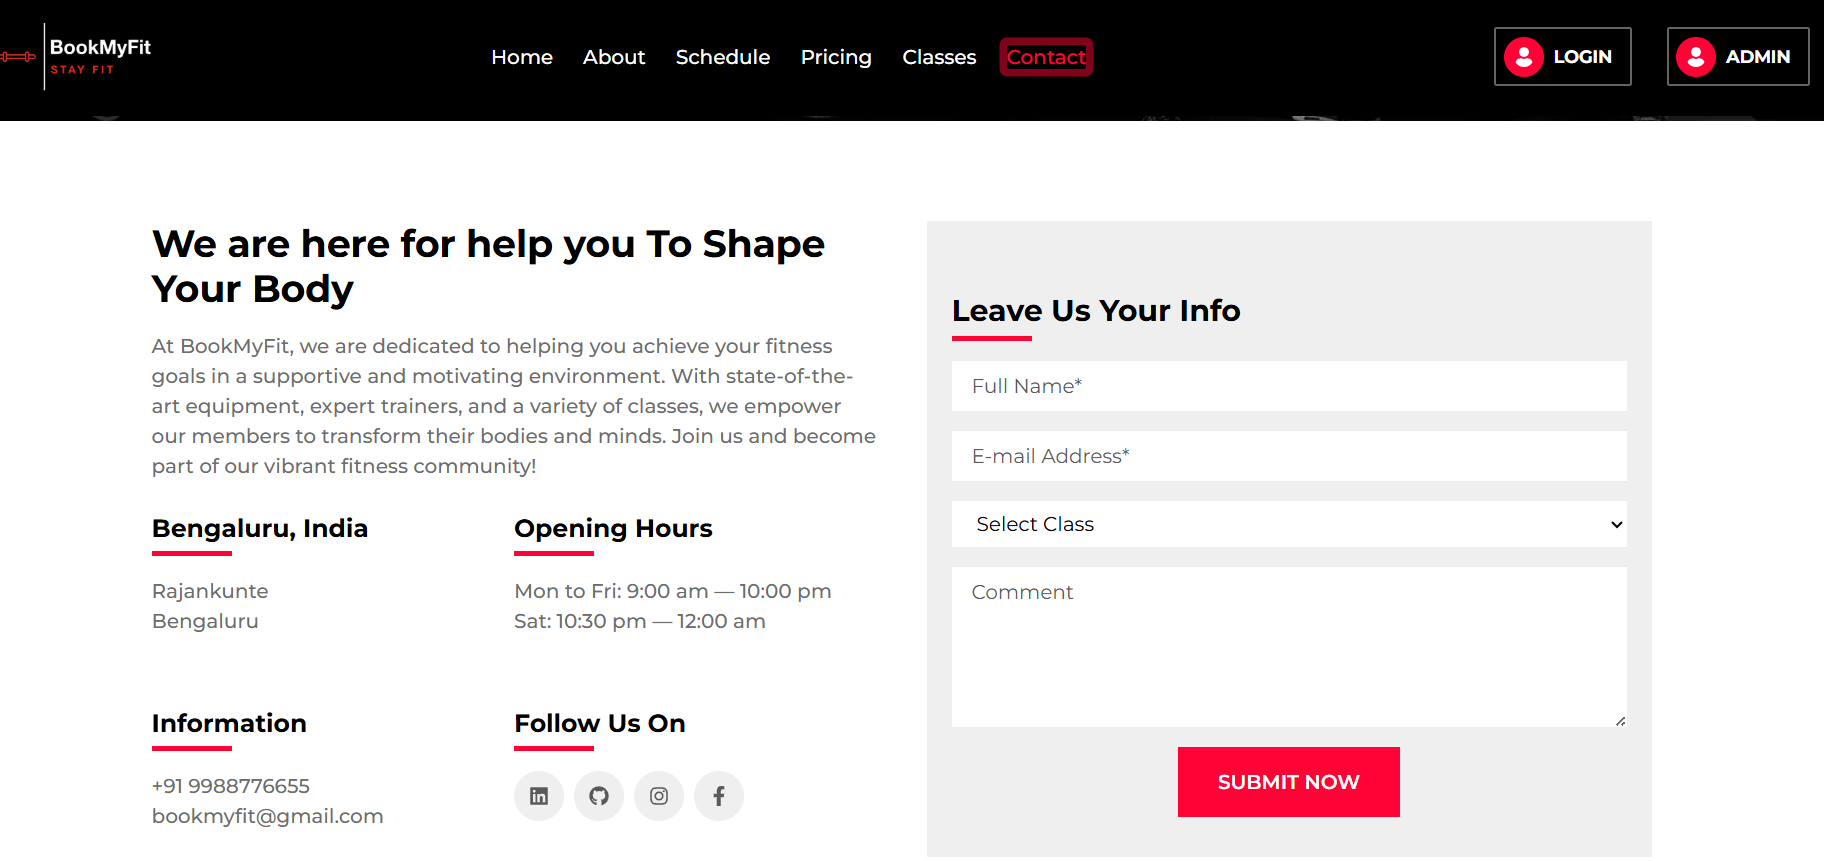 BookMyFit
STAY FIT
Home About Schedule Pricing Classes Contact
LOGIN
ADMIN
We are here for help you To Shape
Your Body
At BookMyFit, we are dedicated to helping you achieve your fitness
goals in a supportive and motivating environment. With state-of-the-
art equipment, expert trainers, and a variety of classes, we empower
our members to transform their bodies and minds. Join us and become
part of our vibrant fitness community!
Bengaluru, India
Rajankunte
Bengaluru
Opening Hours
Mon to Fri: 9:00 am — 10:00 pm
Sat: 10:30 pm — 12:00 am
Information
+91 9988776655
bookmyfit@gmail.com
Follow Us On
Leave Us Your Info
Full Name*
E-mail Address*
Select Class
Comment
SUBMIT NOW